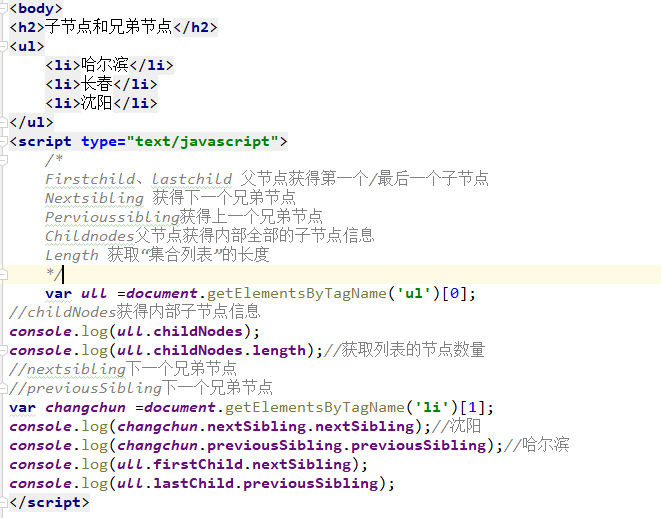 <body>
<h2>子节点和兄弟节点</h2>
<ul>
    <li>哈尔滨</li>
    <li>长春</li>
    <li>沈阳</li>
</ul>
<script type="text/javascript">
    /*
    Firstchild、lastchild 父节点获得第一个/最后一个子节点
    Nextsibling 获得下一个兄弟节点
    Pervioussibling获得上一个兄弟节点
    Childnodes父节点获得内部全部的子节点信息
    Length 获取“集合列表”的长度
    */
    var ull =document.getElementsByTagName('ul')[0];
//childNodes获得内部子节点信息
console.log(ull.childNodes);
console.log(ull.childNodes.length);//获取列表的节点数量
//nextsibling下一个兄弟节点
//previousSibling下一个兄弟节点
var changchun =document.getElementsByTagName('li')[1];
console.log(changchun.nextSibling.nextSibling);//沈阳
console.log(changchun.previousSibling.previousSibling);//哈尔滨
console.log(ull.firstChild.nextSibling);
console.log(ull.lastChild.previousSibling);
</script>